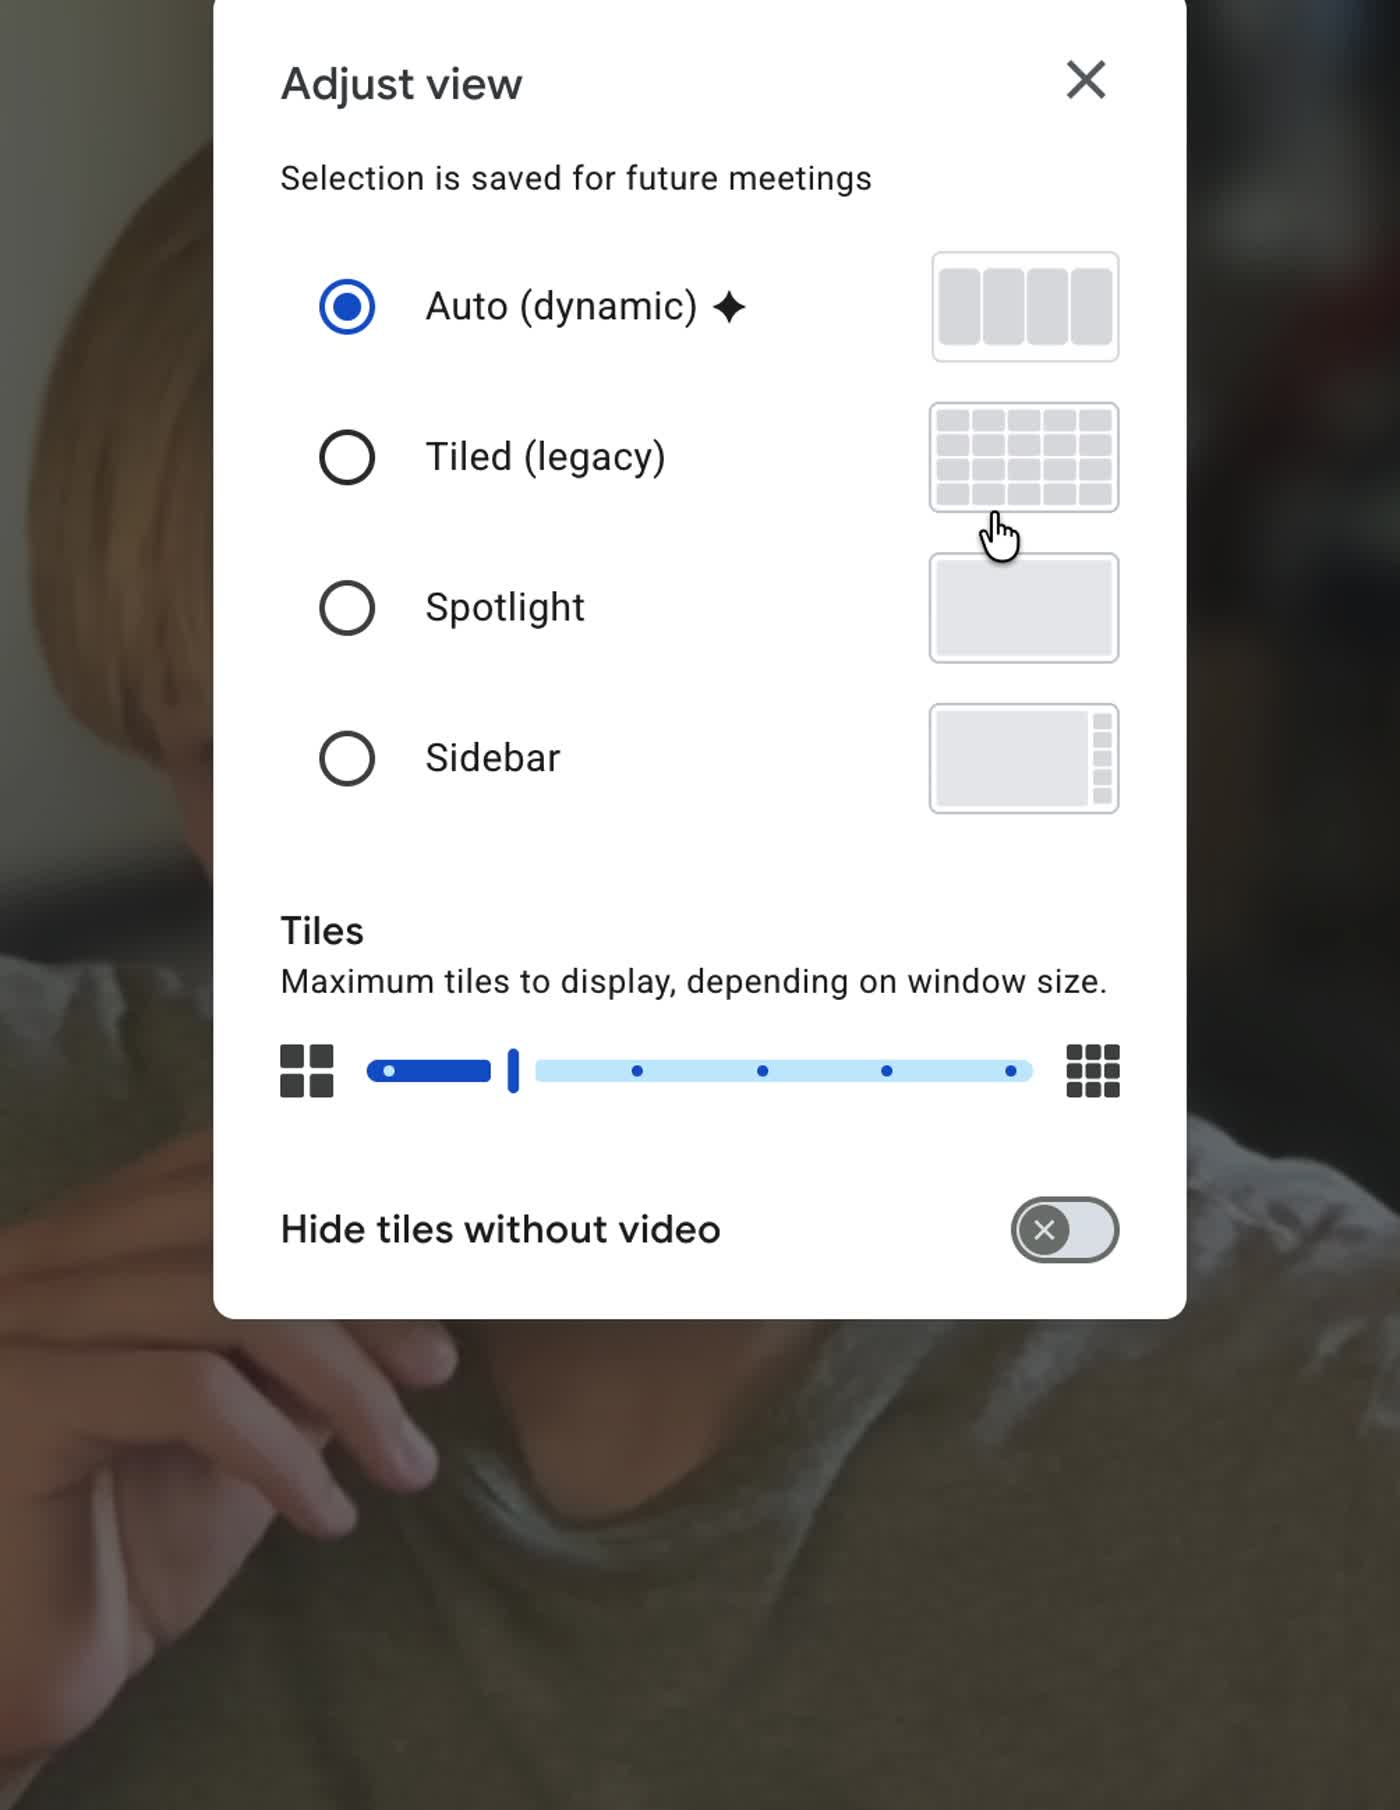 Adjust view
Selection is saved for future meetings
Auto (dynamic)
Tiled (legacy)
Spotlight
Sidebar
Tiles
Maximum tiles to display, depending on window size.
Hide tiles without video